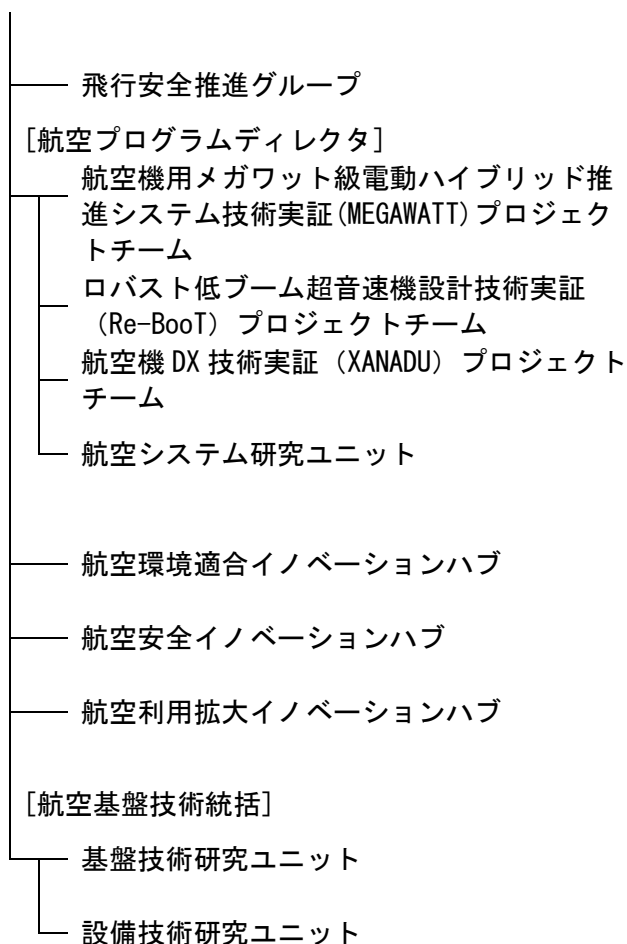 飛行安全推進グループ
[航空プログラムディレクタ]
航空機用メガワット級電動ハイブリッド推
進システム技術実証(MEGAWATT)プロジェク
トチーム
ロバスト低ブーム超音速機設計技術実証
（Re-BooT）プロジェクトチーム
航空機 DX 技術実証（XANADU）プロジェクト
チーム
航空システム研究ユニット
航空環境適合イノベーションハブ
航空安全イノベーションハブ
航空利用拡大イノベーションハブ
[航空基盤技術統括]
基盤技術研究ユニット
設備技術研究ユニット